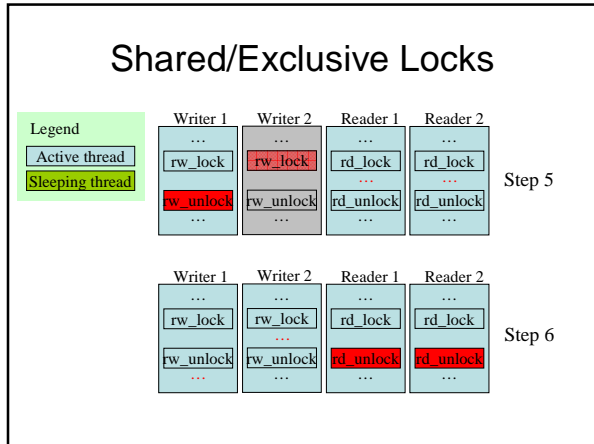 Shared/Exclusive Locks
Legend
Active thread
Sleeping thread
Writer 1 Writer 2 Reader 1 Reader 2
… … … …
rw_lock rw_lock rd_lock rd_lock
… …
rw_unlock rw_unlock rd_unlock rd_unlock
… … … …
Step 5
Writer 1 Writer 2 Reader 1 Reader 2
… … … …
rw_lock rw_lock rd_lock rd_lock
…
rw_unlock rw_unlock rd_unlock rd_unlock
… … … …
Step 6